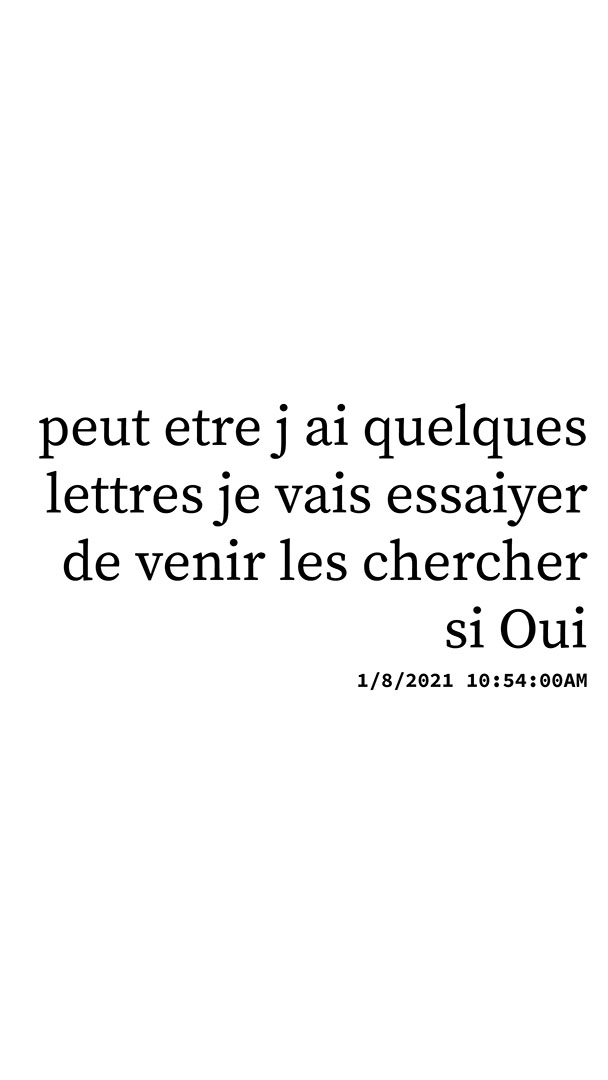 peut etre j ai quelques
lettres je vais essaiyer
de venir les chercher
si Oui
1/8/2021 10:54:00AM